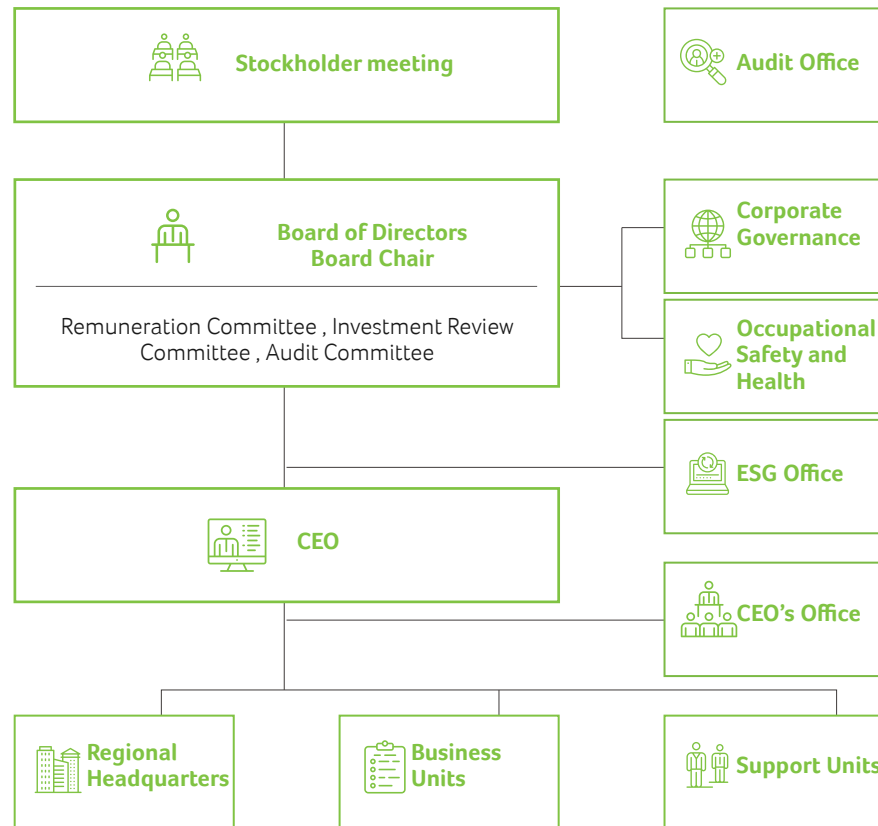 Stockholder meeting
Audit Office
Board of Directors
Board Chair
Remuneration Committee , Investment Review
Committee , Audit Committee
Corporate
Governance
Occupational
Safety and
Health
ESG Office
CEO
CEO's Office
Regional
Headquarters
Business
Units
Support Units